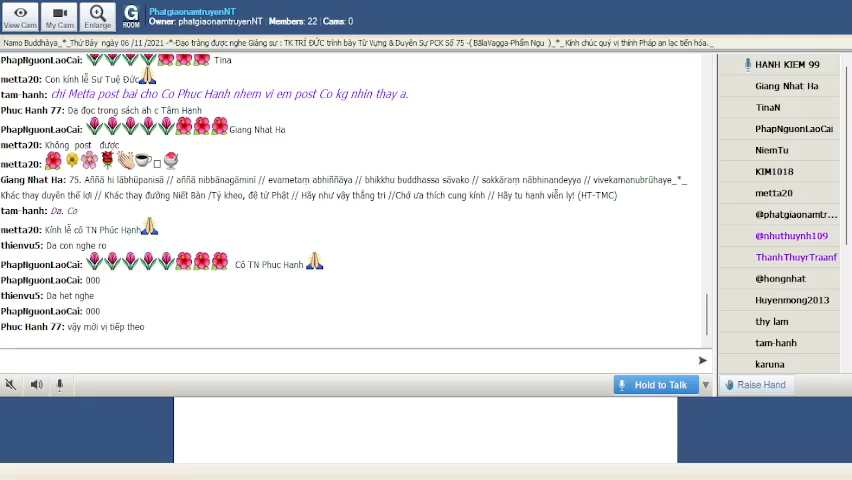 View Cam
My Cam
Enlarge
G
ROOM
PhatgiaonamtruyenNT
Owner: phatgiaonamtruyenNT | Members: 22 | Cams: 0
Namo Buddhàya_*_Thứ Bảy ngày 06 /11 /2021 -*-Đạo tràng được nghe Giảng sư : TK TRÍ ĐỨC trình bày Từ Vựng & Duyên Sự PCK Số 75 -( BālaVagga-Phẩm Ngu )_*_ Kính chúc quý vị thính Pháp an lạc tiến hóa._
PhapNguonLaoCai: Tina
metta20: Con kính lễ Sư Tuệ Đức
tam-hanh: chi Metta post bai cho Co Phuc Hanh nhem vi em post Co kg nhin thay a.
Phuc Hanh 77: Dạ đọc trong sách ah c Tâm Hạnh
PhapNguonLaoCai: Giang Nhat Ha
metta20: Không post được
metta20:
Giang Nhat Ha: 75. Aññā hi lābhūpanisā // aññā nibbānagāminī // evametaṃ abhiññāya // bhikkhu buddhassa sāvako // sakkāraṃ nābhinandeyya // vivekamanubrūhaye_*_
Khác thay duyên thế lợi // Khác thay đường Niết Bàn /Tỷ kheo, đệ tử Phật // Hãy như vậy thắng tri //Chớ ưa thích cung kính // Hãy tu hạnh viễn ly! (HT-TMC)
tam-hanh: Da. Co
metta20: Kính lễ cô TN Phúc Hạnh
thienvu5: Da con nghe ro
PhapNguonLaoCai: Cô TN Phuc Hanh
PhapNguonLaoCai: 000
thienvu5: Da het nghe
PhapNguonLaoCai: 000
Phuc Hanh 77: vậy mời vị tiếp theo
Hold to Talk
HANH KIEM 99
Giang Nhat Ha
TinaN
PhapNguonLaoCai
NiemTu
KIM1018
metta20
@phatgiaonamtr...
@nhuthuynh109
ThanhThuyrTraanf
@hongnhat
Huyenmong2013
thy lam
tam-hanh
karuna
Raise Hand